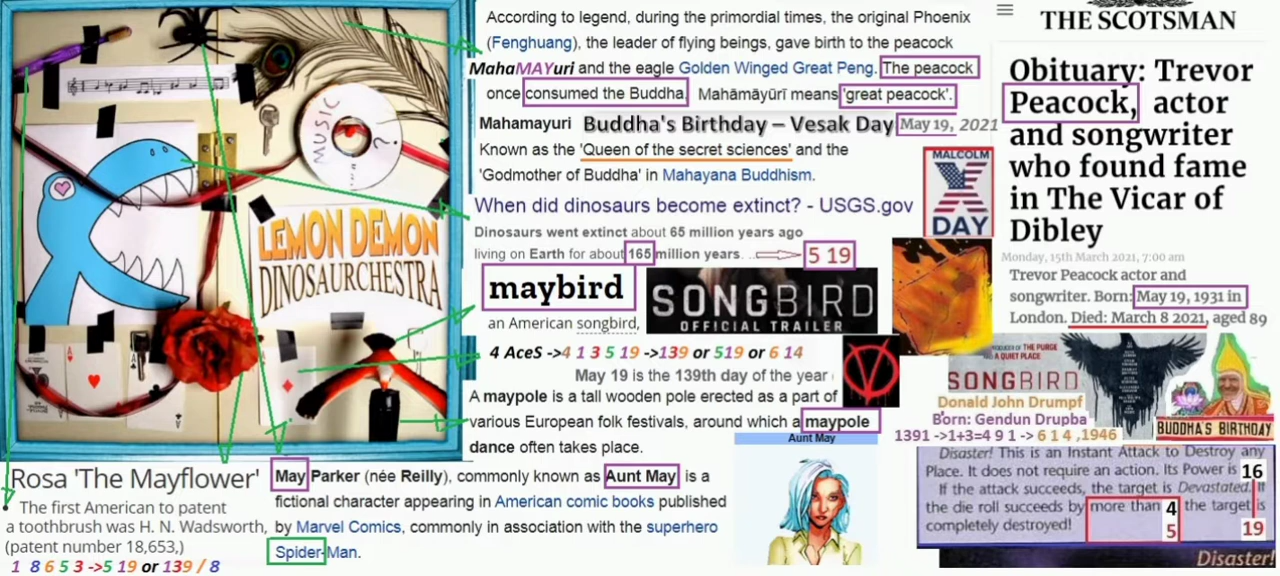 MUSIC
?
LEMON DEMON
DINOSAURCHESTRA
A
A
According to legend, during the primordial times, the original Phoenix
(Fenghuang), the leader of flying beings, gave birth to the peacock
MahaMAYuri and the eagle Golden Winged Great Peng. The peacock
once consumed the Buddha. Mahāmāyūrī means 'great peacock'.
Mahamayuri Buddha's Birthday – Vesak Day May 19, 2021
Known as the 'Queen of the secret sciences' and the
'Godmother of Buddha' in Mahayana Buddhism.
MALCOLM
X
DAY
When did dinosaurs become extinct? - USGS.gov
Dinosaurs went extinct about 65 million years ago
living on Earth for about 165 million years. .. 5 19
maybird
SONGBIRD
OFFICIAL TRAILER
an American songbird,
4 AceS ->4 1 3 5 19 ->139 or 519 or 6 14
May 19 is the 139th day of the year
V
A maypole is a tall wooden pole erected as a part of
various European folk festivals, around which a maypole
dance often takes place.
Aunt May
THE SCOTSMAN
Obituary: Trevor
Peacock, actor
and songwriter
who found fame
in The Vicar of
Dibley
Monday, 15th March 2021, 7:00 am
Trevor Peacock actor and
songwriter. Born: May 19, 1931 in
London. Died: March 8 2021, aged 89
PRODUCER OF THE PURGE
AND A QUIET PLACE
SONGBIRD
Donald John Drumpf
Born: Gendun Drupba
1391 ->1+3=4 9 1 -> 6 1 4 ,1946
BUDDHA'S BIRTHDAY
Rosa 'The Mayflower'
The first American to patent
a toothbrush was H. N. Wadsworth,
(patent number 18,653,)
1 8 6 5 3 ->5 19 or 139 / 8
May Parker (née Reilly), commonly known as Aunt May is a
fictional character appearing in American comic books published
by Marvel Comics, commonly in association with the superhero
Spider-Man.
Disaster! This is an Instant Attack to Destroy any
Place. It does not require an action. Its Power is 16
If the attack succeeds, the target is Devastated. If
the die roll succeeds by more than 4 the target is
completely destroyed! 5 19
Disaster!